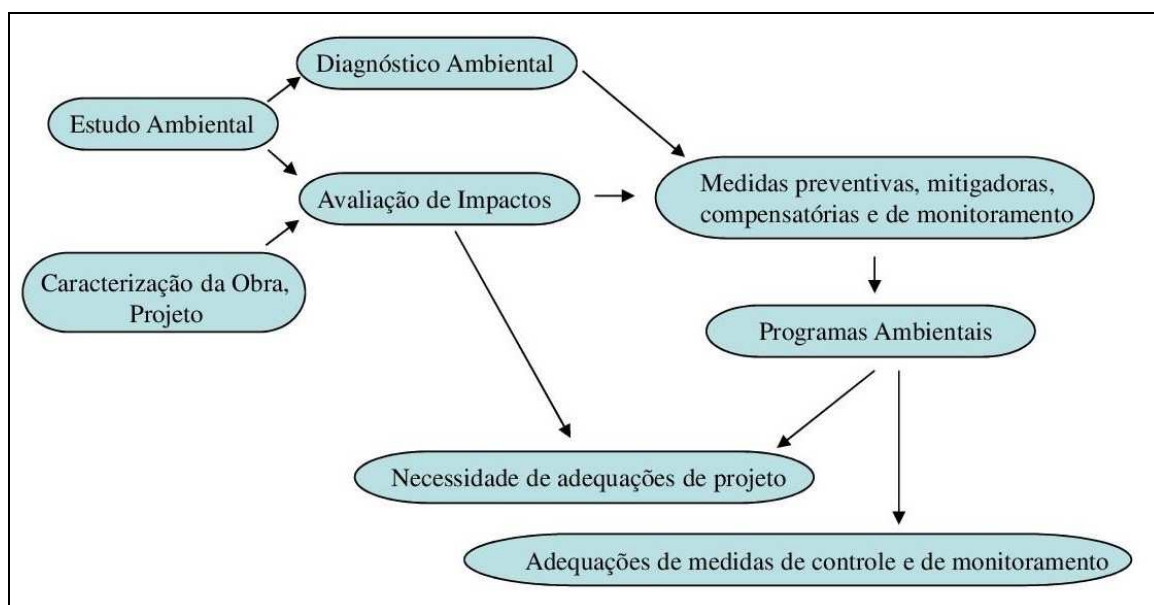 Diagnóstico Ambiental
Estudo Ambiental
Avaliação de Impactos
Medidas preventivas, mitigadoras,
compensatórias e de monitoramento
Caracterização da Obra,
Projeto
Programas Ambientais
Necessidade de adequações de projeto
Adequações de medidas de controle e de monitoramento